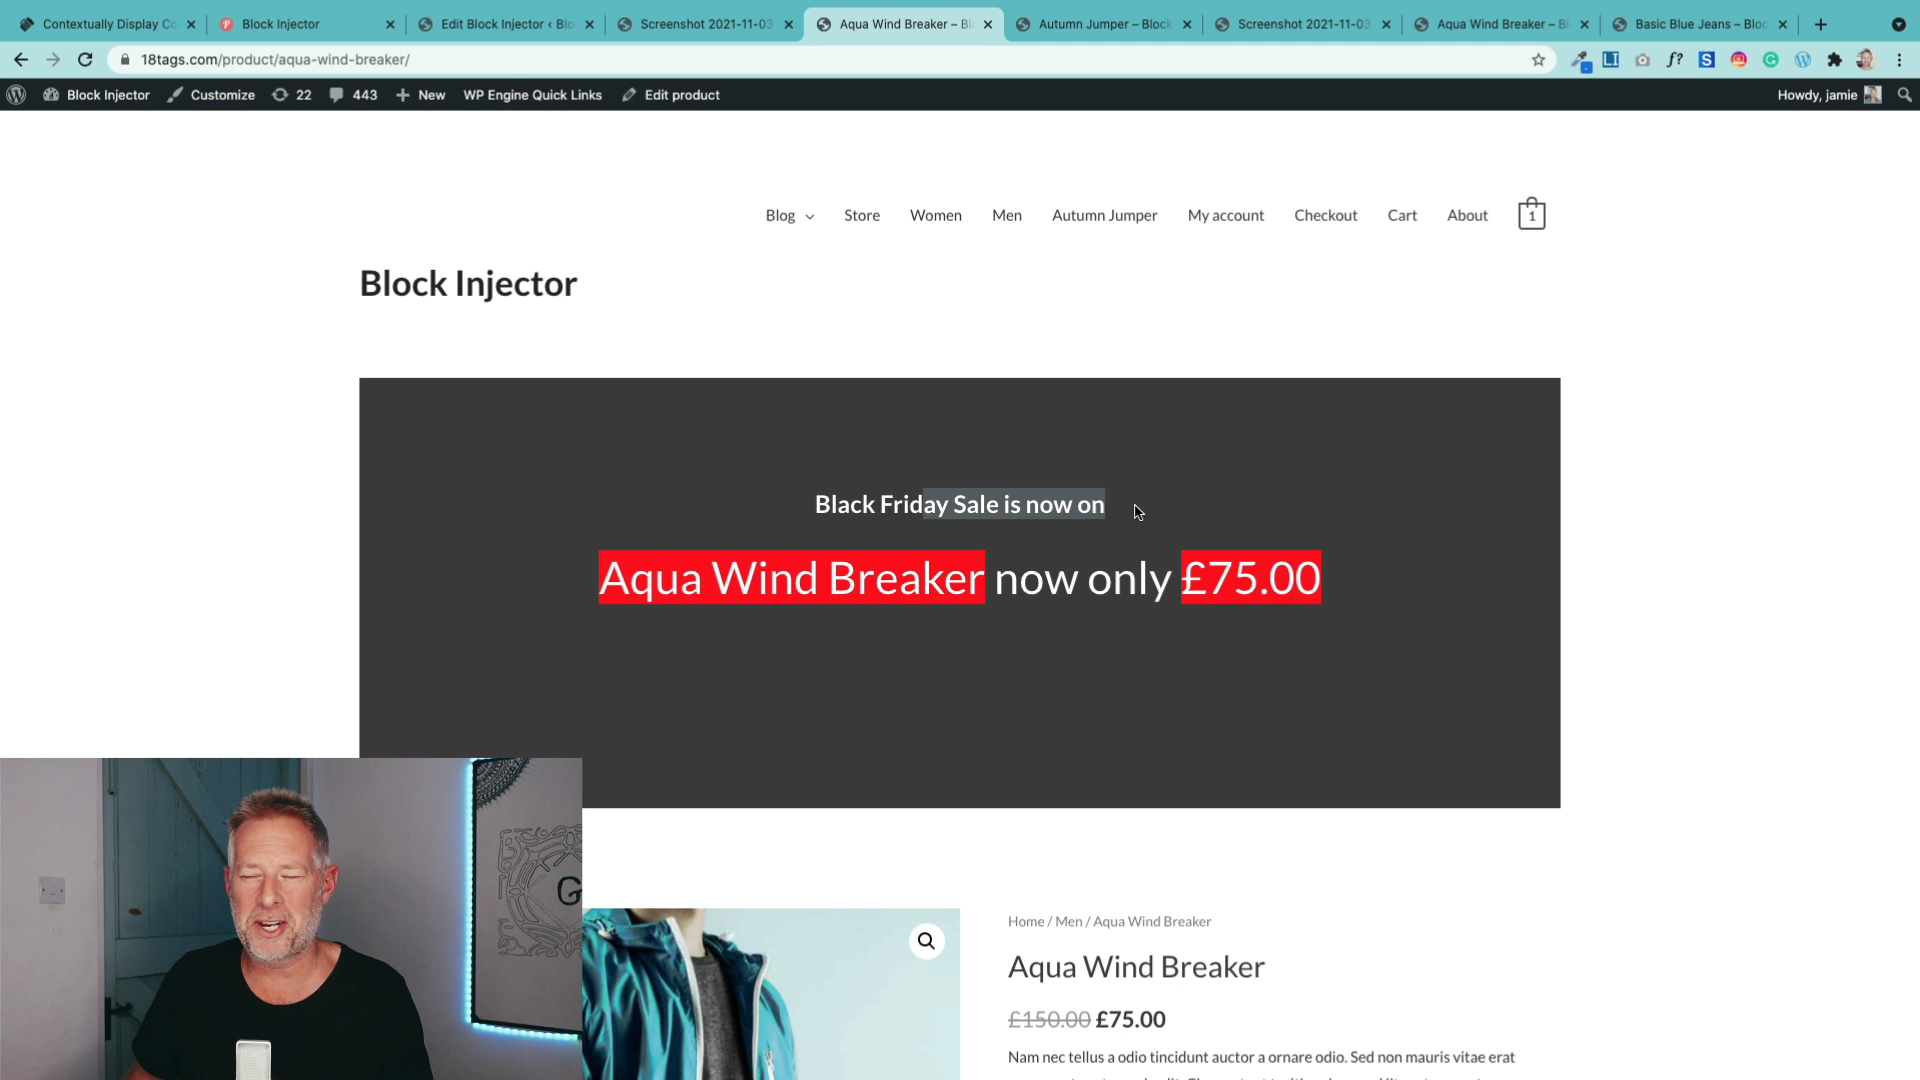 Contextually Display Co
Block Injector
Edit Block Injector ‹ Blo
Screenshot 2021-11-03
Aqua Wind Breaker – Bl
Autumn Jumper – Block
Screenshot 2021-11-03
Aqua Wind Breaker – B
Basic Blue Jeans – Bloc
18tags.com/product/aqua-wind-breaker/
Block Injector
Customize
22
443
New
WP Engine Quick Links
Edit product
Howdy, jamie
Blog
Store
Women
Men
Autumn Jumper
My account
Checkout
Cart
About
1
Block Injector
Black Friday Sale is now on
Aqua Wind Breaker now only £75.00
G
Home / Men / Aqua Wind Breaker
Aqua Wind Breaker
£150.00 £75.00
Nam nec tellus a odio tincidunt auctor a ornare odio. Sed non mauris vitae erat